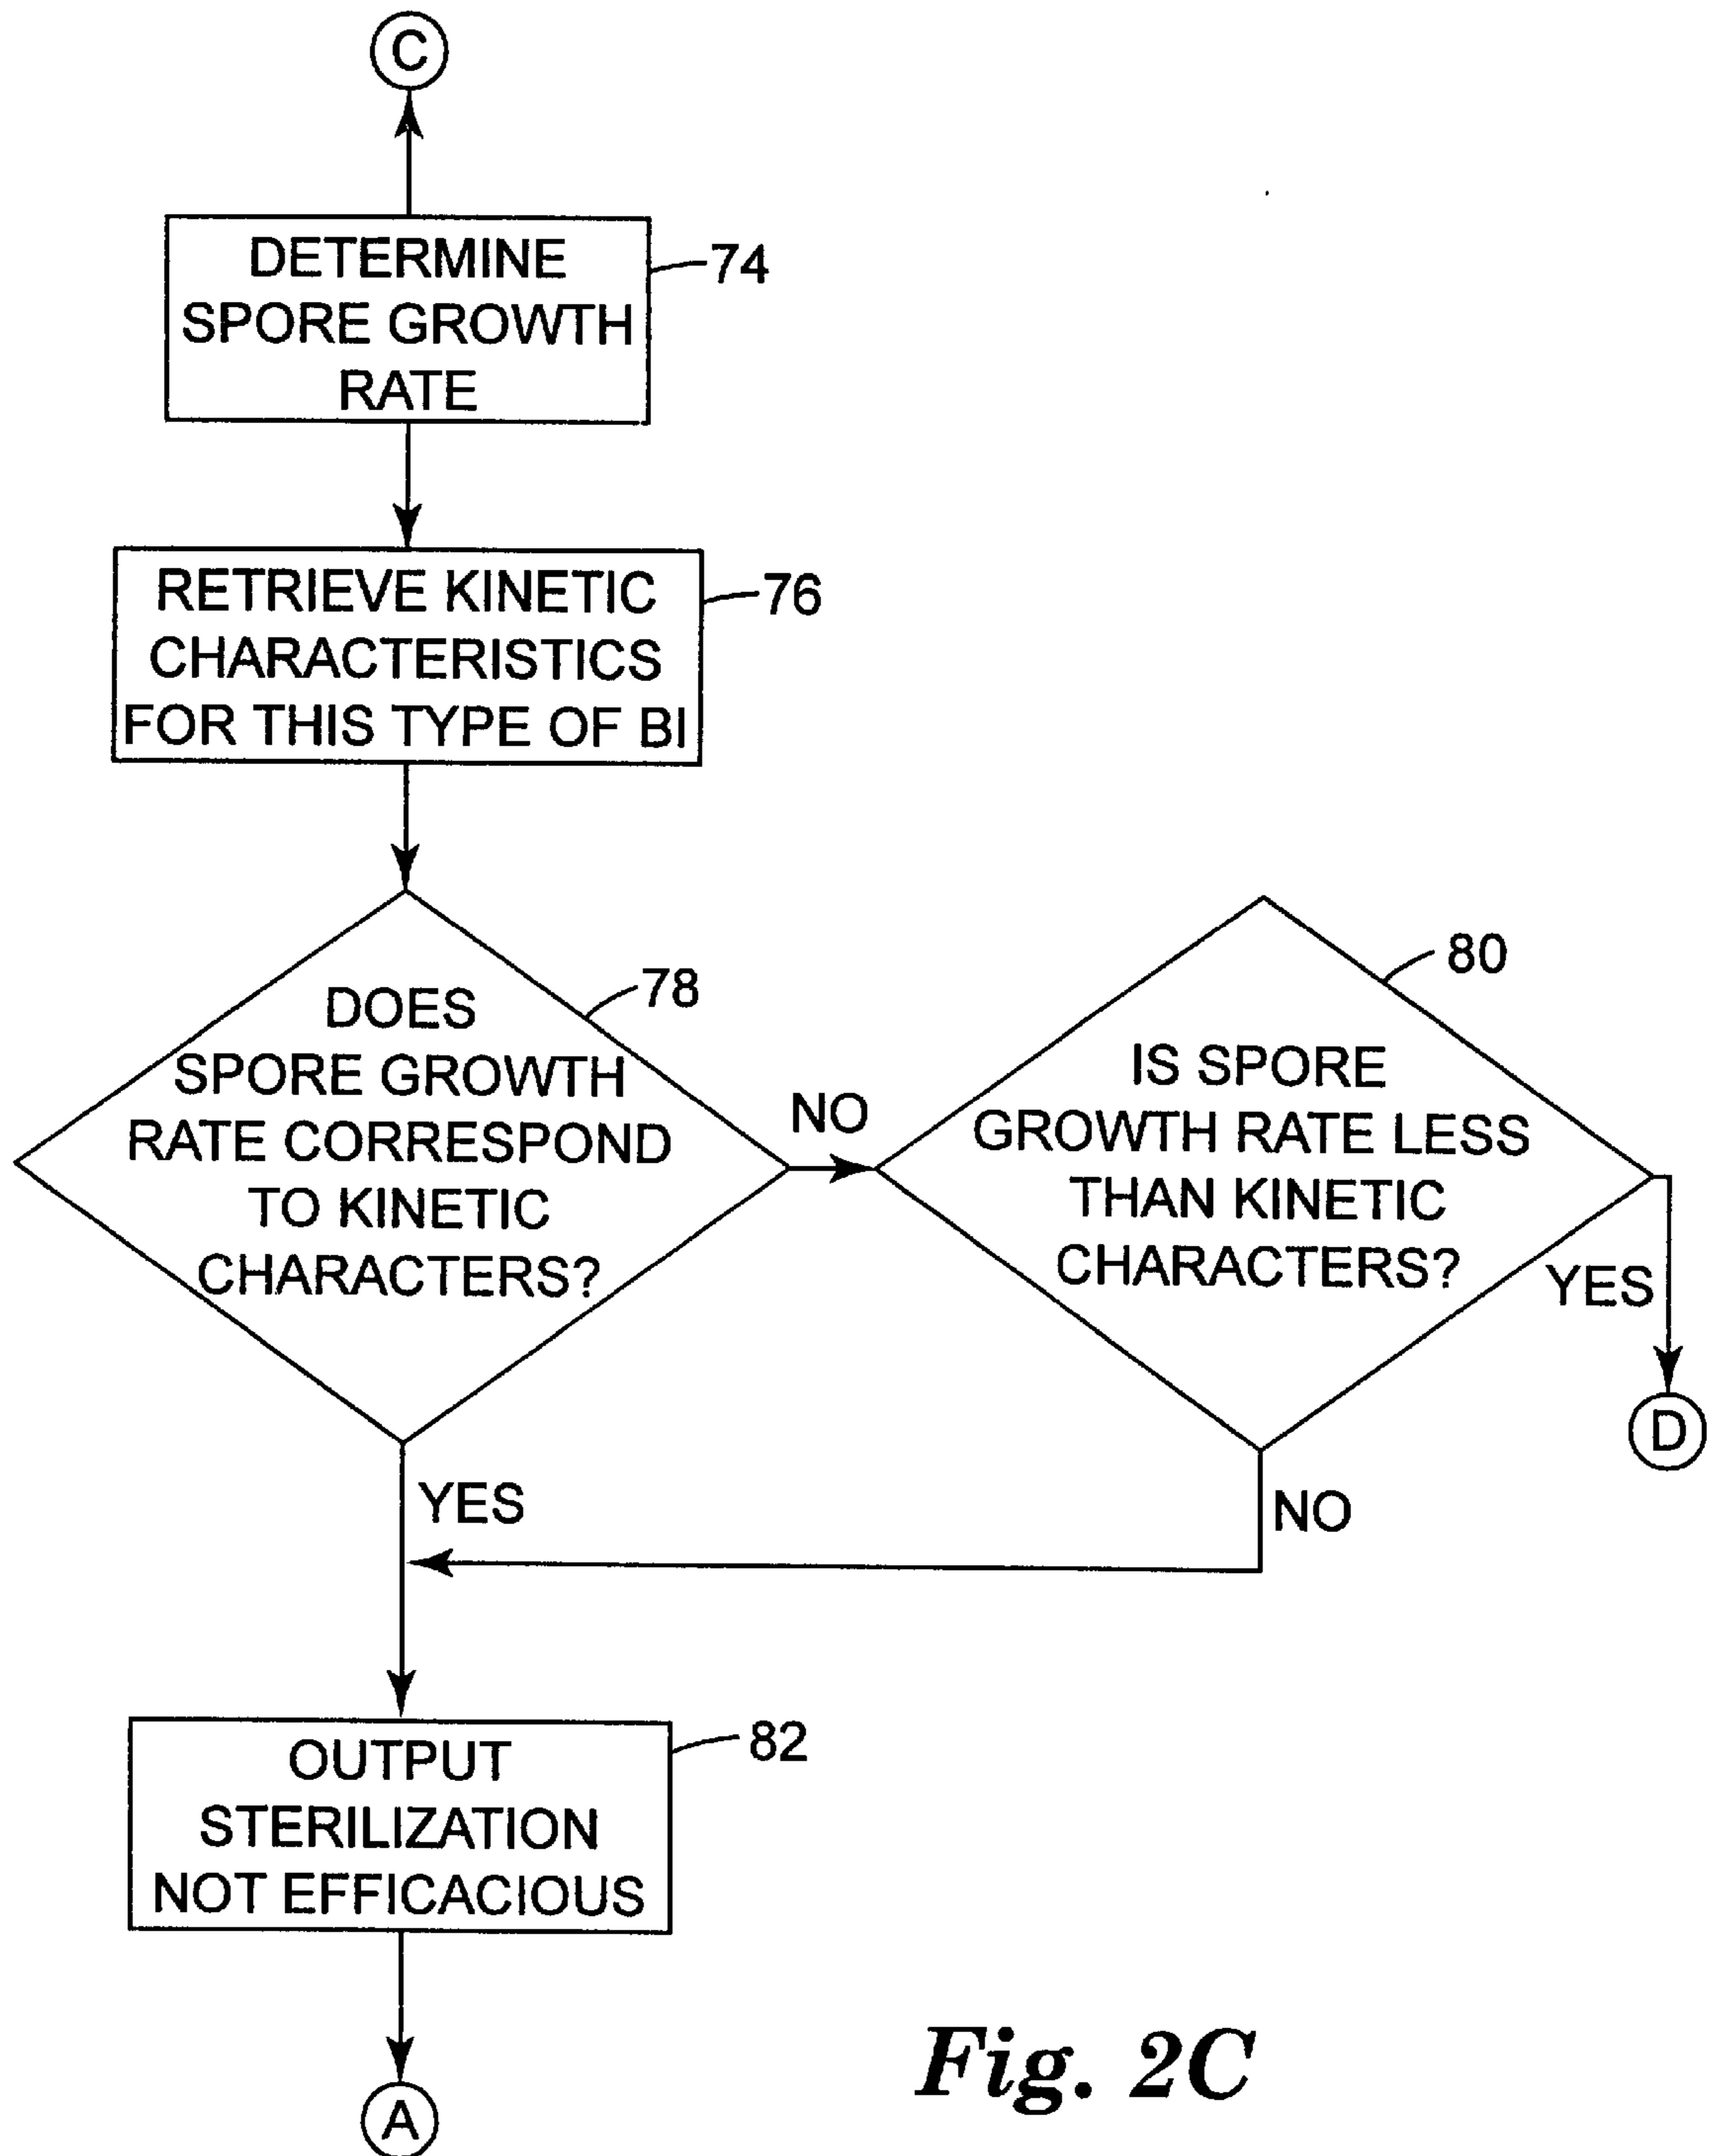 C
DETERMINE
SPORE GROWTH
RATE
74
RETRIEVE KINETIC
CHARACTERISTICS
FOR THIS TYPE OF BI
76
DOES
SPORE GROWTH
RATE CORRESPOND
TO KINETIC
CHARACTERS?
78
NO
IS SPORE
GROWTH RATE LESS
THAN KINETIC
CHARACTERS?
80
YES
D
YES
NO
OUTPUT
STERILIZATION
NOT EFFICACIOUS
82
A
Fig. 2C